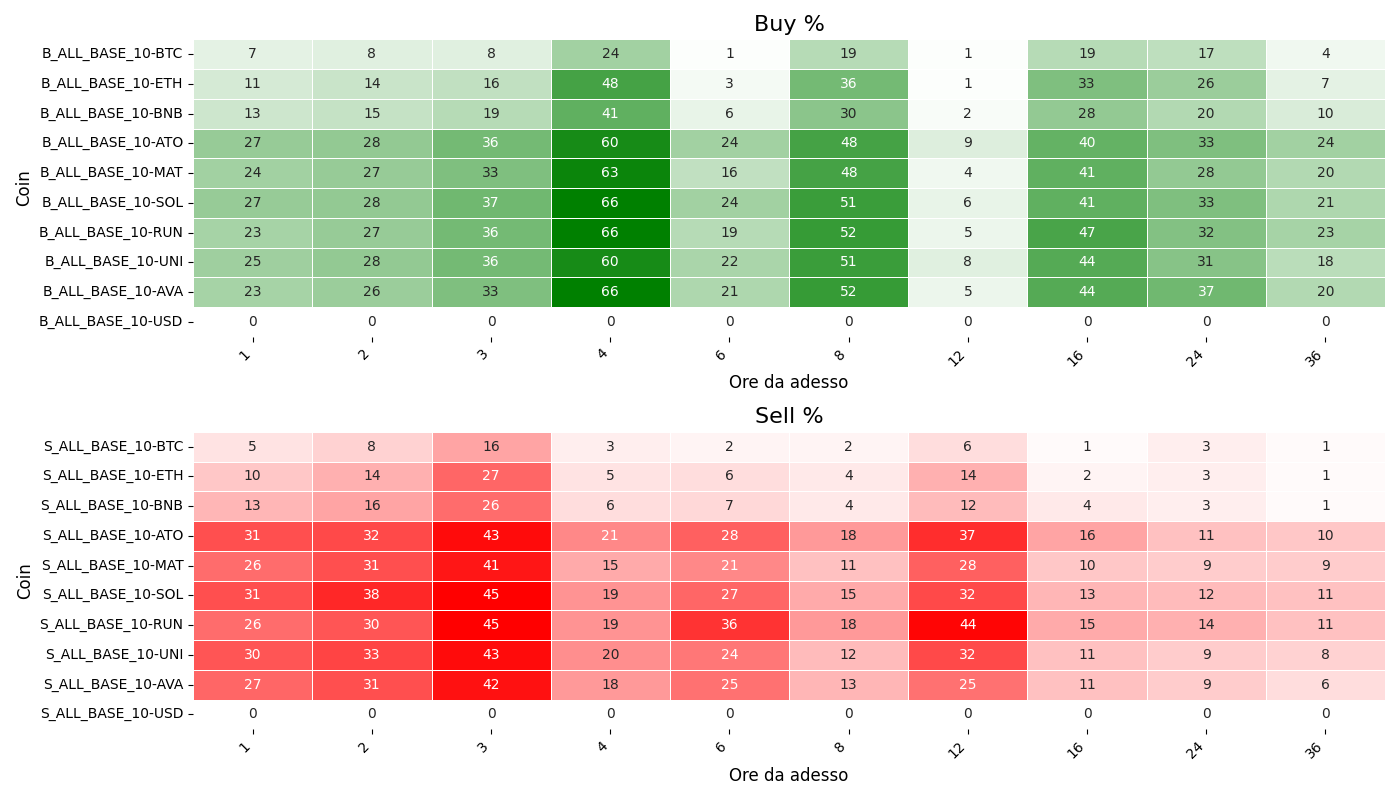 Buy %
Coin
B_ALL_BASE_10-BTC 7 8 8 24 1 19 1 19 17 4
B_ALL_BASE_10-ETH 11 14 16 48 3 36 1 33 26 7
B_ALL_BASE_10-BNB 13 15 19 41 6 30 2 28 20 10
B_ALL_BASE_10-ATO 27 28 36 60 24 48 9 40 33 24
B_ALL_BASE_10-MAT 24 27 33 63 16 48 4 41 28 20
B_ALL_BASE_10-SOL 27 28 37 66 24 51 6 41 33 21
B_ALL_BASE_10-RUN 23 27 36 66 19 52 5 47 32 23
B_ALL_BASE_10-UNI 25 28 36 60 22 51 8 44 31 18
B_ALL_BASE_10-AVA 23 26 33 66 21 52 5 44 37 20
B_ALL_BASE_10-USD 0 0 0 0 0 0 0 0 0 0
1 2 3 4 6 8 12 16 24 36
Ore da adesso
Sell %
Coin
S_ALL_BASE_10-BTC 5 8 16 3 2 2 6 1 3 1
S_ALL_BASE_10-ETH 10 14 27 5 6 4 14 2 3 1
S_ALL_BASE_10-BNB 13 16 26 6 7 4 12 4 3 1
S_ALL_BASE_10-ATO 31 32 43 21 28 18 37 16 11 10
S_ALL_BASE_10-MAT 26 31 41 15 21 11 28 10 9 9
S_ALL_BASE_10-SOL 31 38 45 19 27 15 32 13 12 11
S_ALL_BASE_10-RUN 26 30 45 19 36 18 44 15 14 11
S_ALL_BASE_10-UNI 30 33 43 20 24 12 32 11 9 8
S_ALL_BASE_10-AVA 27 31 42 18 25 13 25 11 9 6
S_ALL_BASE_10-USD 0 0 0 0 0 0 0 0 0 0
1 2 3 4 6 8 12 16 24 36
Ore da adesso